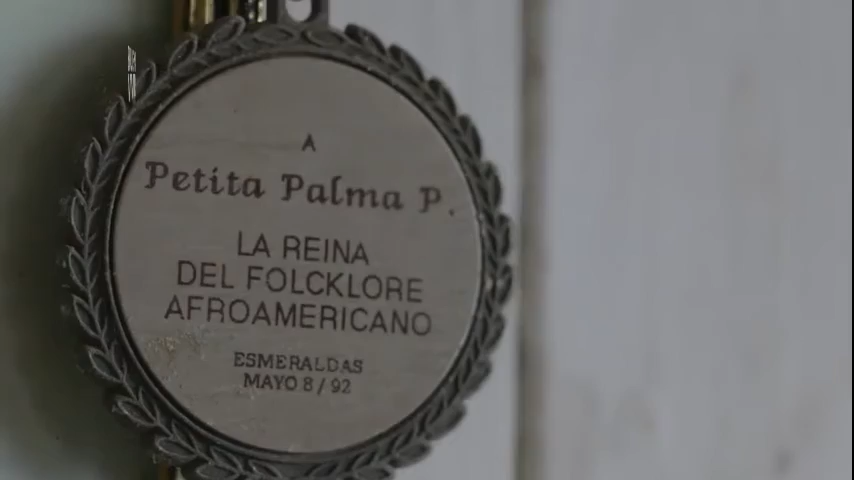 A
Petita Palma P.
LA REINA
DEL FOLCKLORE
AFROAMERICANO
ESMERALDAS
MAYO 8 / 92